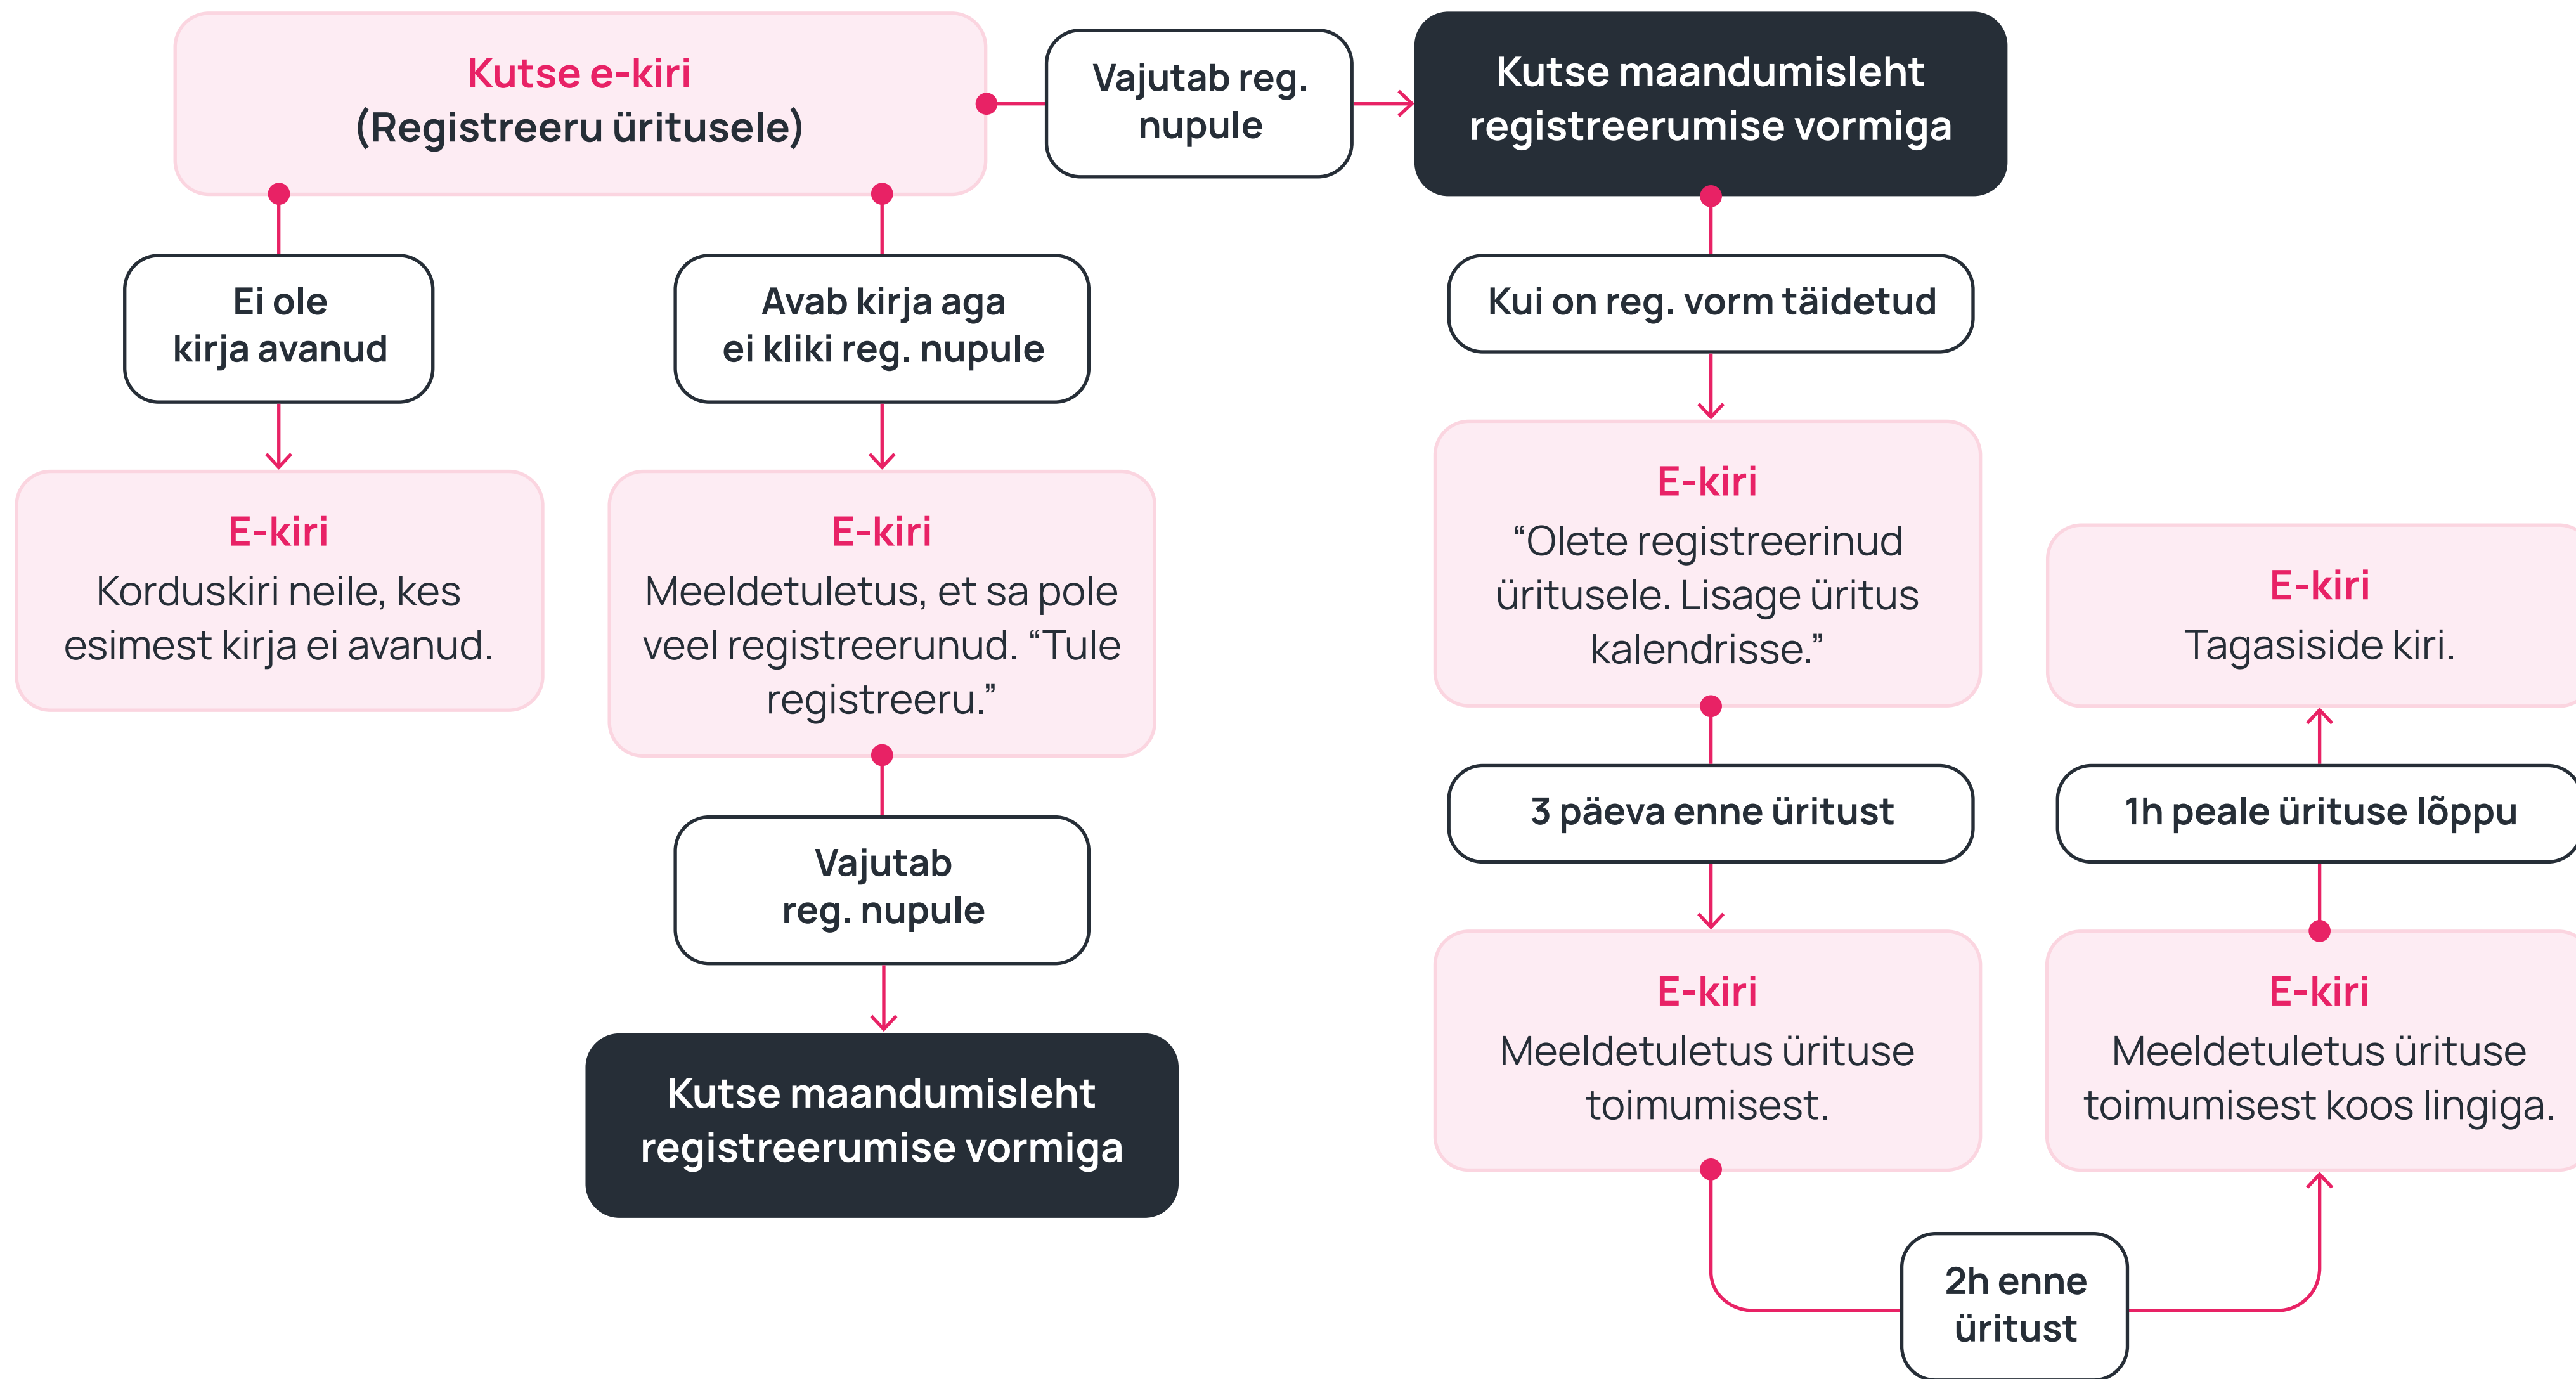 Kutse e-kiri
(Registreeru üritusele)
Vajutab reg.
nupule
Kutse maandumisleht
registreerumise vormiga
Ei ole
kirja avanud
Avab kirja aga
ei kliki reg. nupule
Kui on reg. vorm täidetud
E-kiri
Korduskiri neile, kes
esimest kirja ei avanud.
E-kiri
Meeldetuletus, et sa pole
veel registreerunud. “Tule
registreeru.”
Vajutab
reg. nupule
Kutse maandumisleht
registreerumise vormiga
E-kiri
“Olete registreerinud
üritusele. Lisage üritus
kalendrisse.”
3 päeva enne üritust
E-kiri
Meeldetuletus ürituse
toimumisest.
2h enne
üritust
E-kiri
Meeldetuletus ürituse
toimumisest koos lingiga.
1h peale ürituse lõppu
E-kiri
Tagasiside kiri.